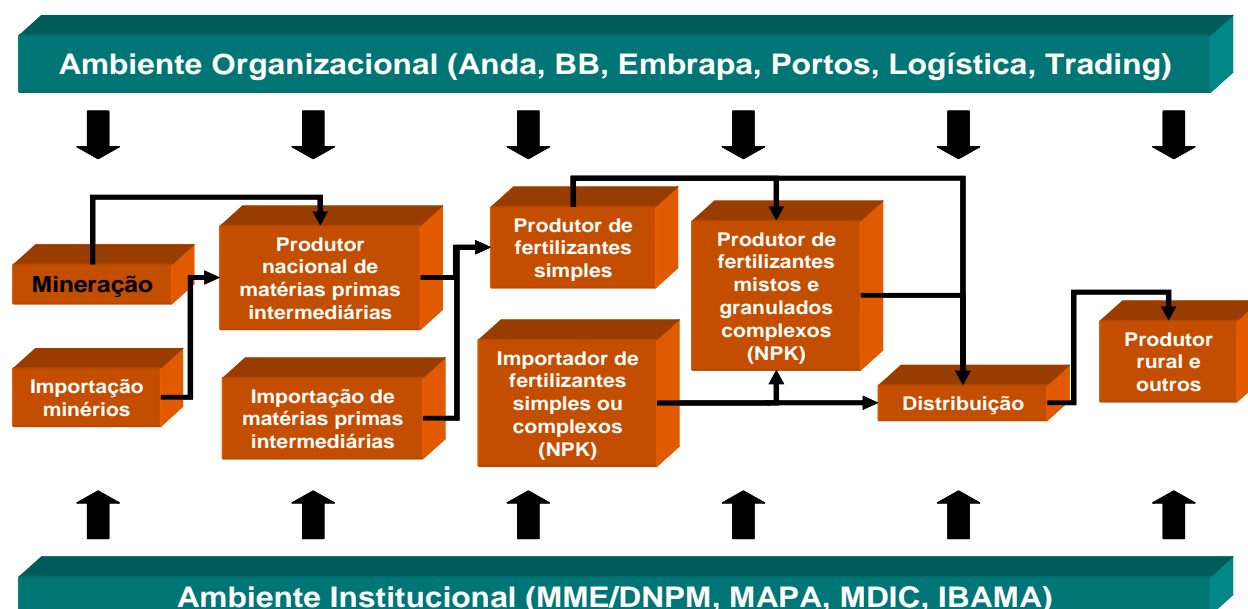 Ambiente Organizacional (Anda, BB, Embrapa, Portos, Logística, Trading)
Mineração
Importação
minérios
Produtor
nacional de
matérias primas
intermediárias
Importação de
matérias primas
intermediárias
Produtor de
fertilizantes
simples
Importador de
fertilizantes
simples ou
complexos
(NPK)
Produtor de
fertilizantes
mistos e
granulados
complexos
(NPK)
Distribuição
Produtor
rural e
outros
Ambiente Institucional (MME/DNPM, MAPA, MDIC, IBAMA)